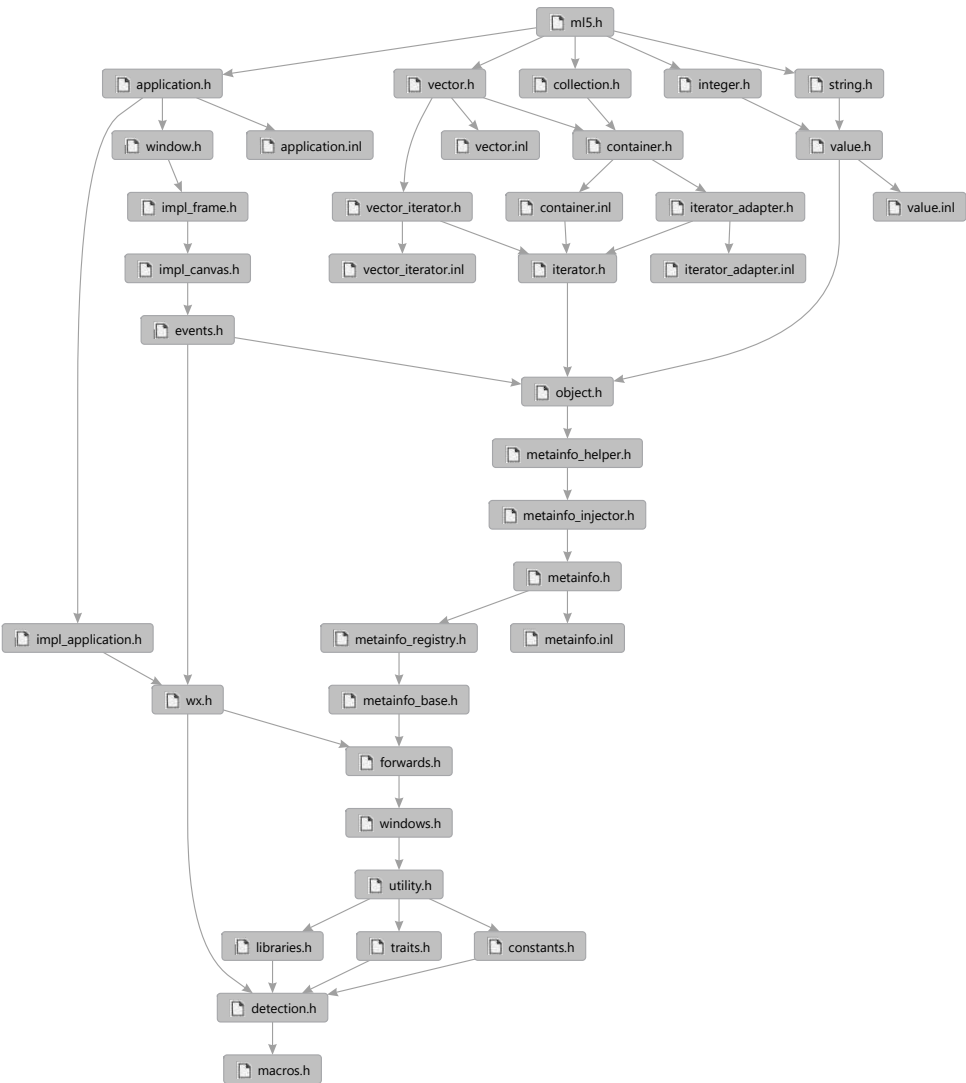 ml5.h
application.h
vector.h
collection.h
integer.h
string.h
window.h
application.inl
vector.inl
container.h
value.h
impl_frame.h
vector_iterator.h
container.inl
iterator_adapter.h
value.inl
impl_canvas.h
vector_iterator.inl
iterator.h
iterator_adapter.inl
events.h
object.h
metainfo_helper.h
metainfo_injector.h
metainfo.h
impl_application.h
metainfo_registry.h
metainfo.inl
wx.h
metainfo_base.h
forwards.h
windows.h
utility.h
libraries.h
traits.h
constants.h
detection.h
macros.h